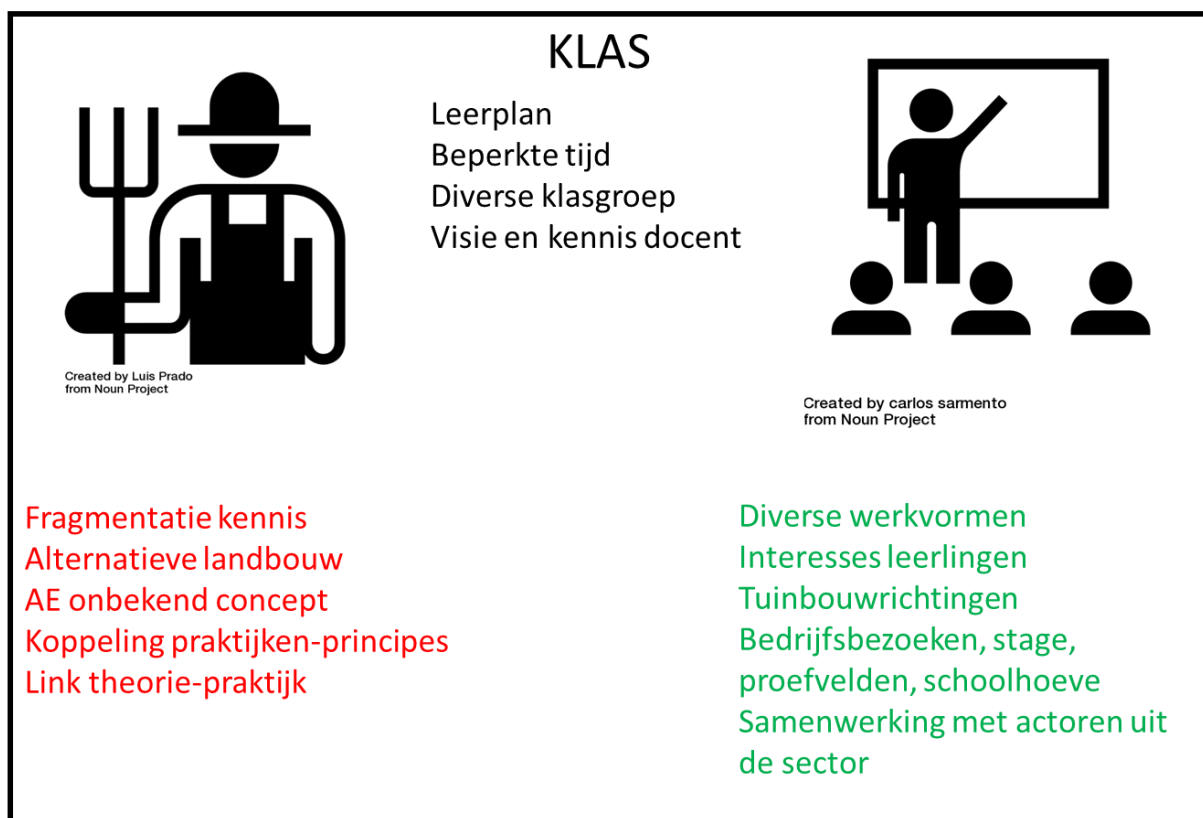 KLAS
Leerplan
Beperkte tijd
Diverse klasgroep
Visie en kennis docent
Created by Luis Prado
from Noun Project
Created by carlos sarmento
from Noun Project
Fragmentatie kennis
Alternatieve landbouw
AE onbekend concept
Koppeling praktijken-principes
Link theorie-praktijk
Diverse werkvormen
Interesses leerlingen
Tuinbouwrichtingen
Bedrijfsbezoeken, stage,
proefvelden, schoolhoeve
Samenwerking met actoren uit
de sector